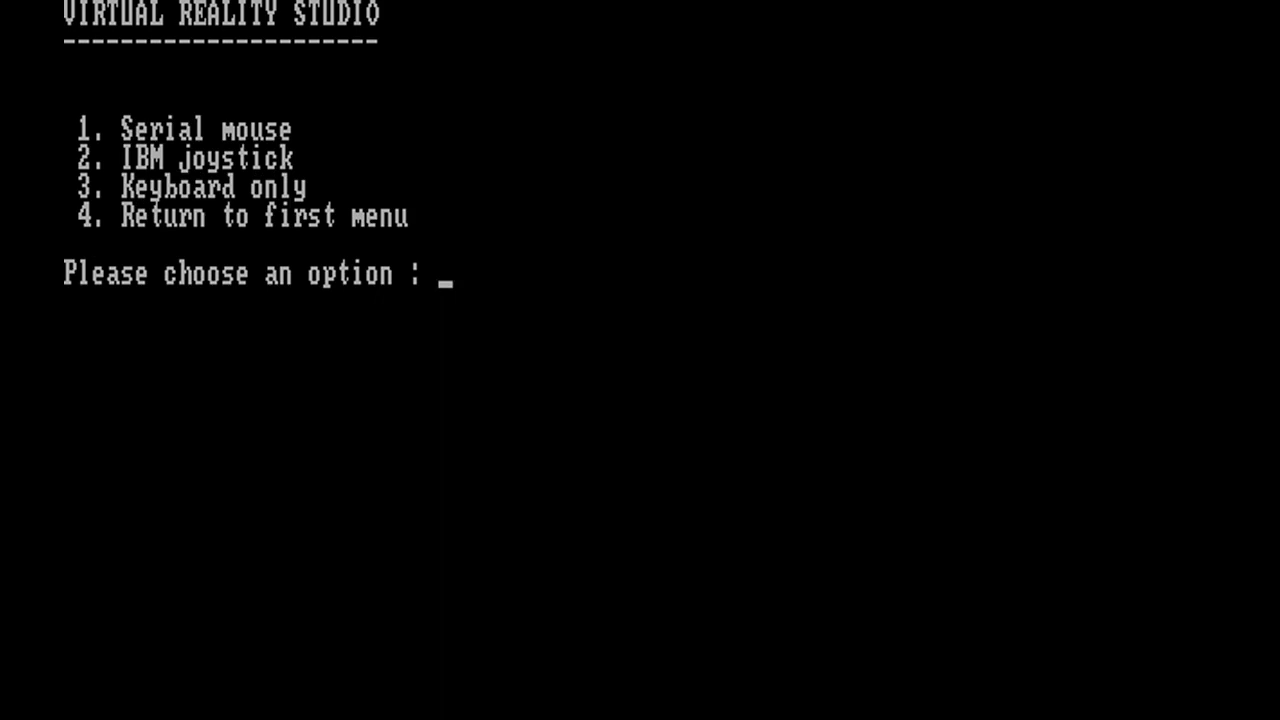 VIRTUAL REALITY STUDIO
----------------------
1. Serial mouse
2. IBM joystick
3. Keyboard only
4. Return to first menu
Please choose an option : _